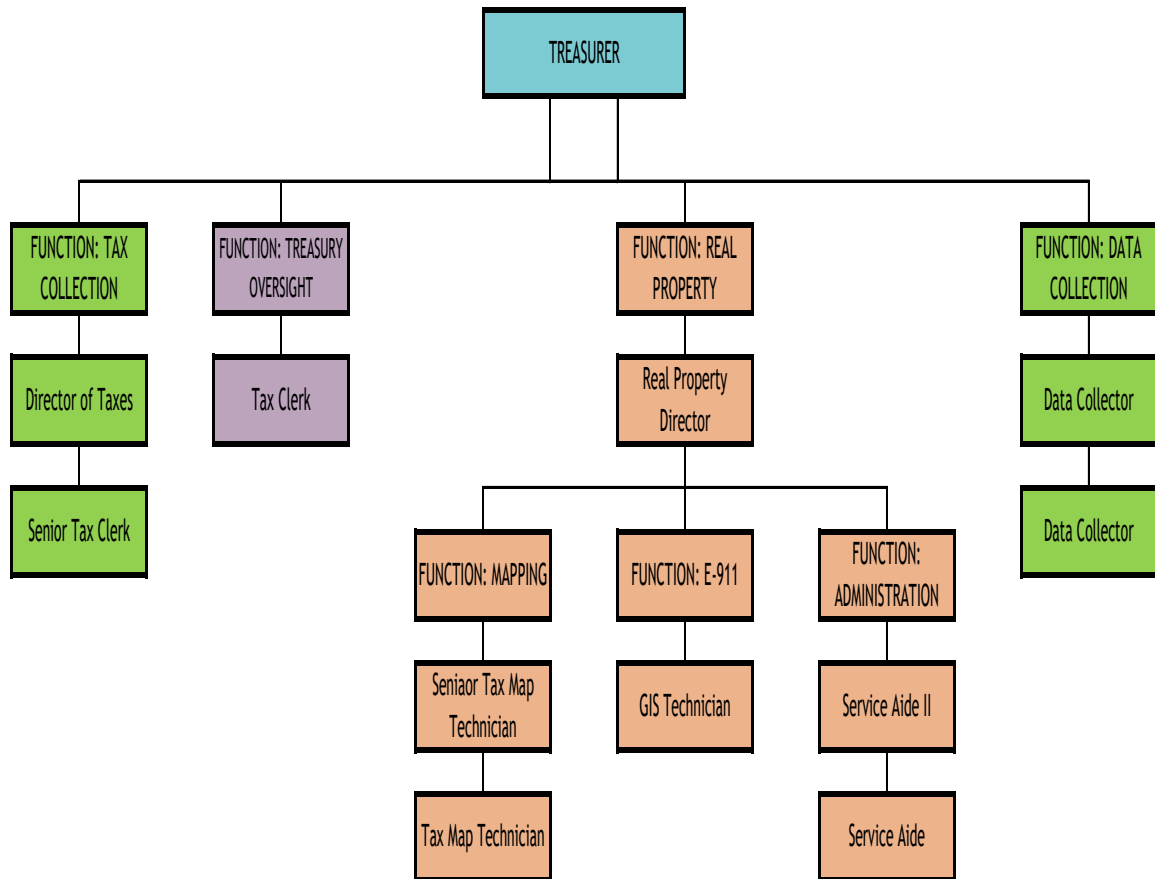 TREASURER
FUNCTION: TAX
COLLECTION
FUNCTION: TREASURY
OVERSIGHT
FUNCTION: REAL
PROPERTY
FUNCTION: DATA
COLLECTION
Director of Taxes
Tax Clerk
Real Property
Director
Data Collector
Senior Tax Clerk
Data Collector
FUNCTION: MAPPING
FUNCTION: E-911
FUNCTION:
ADMINISTRATION
Seniaor Tax Map
Technician
GIS Technician
Service Aide II
Tax Map Technician
Service Aide